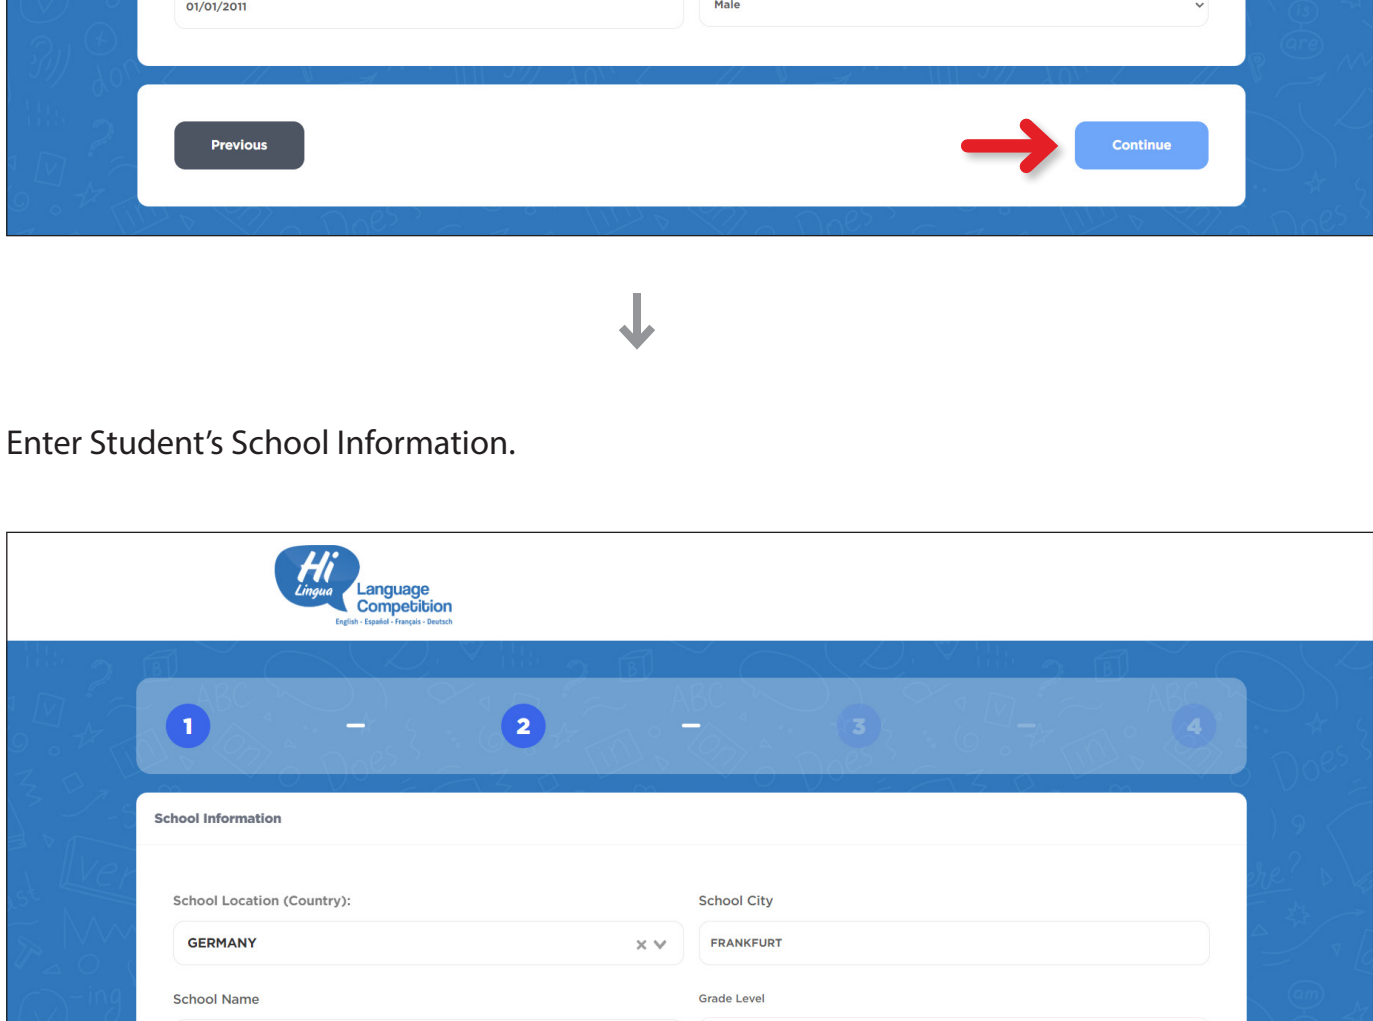 01/01/2011
Male
Previous
Continue
Enter Student’s School Information.
Hi
Lingua
Language
Competition
English - Español - Français - Deutsch
1
2
3
4
School Information
School Location (Country):
School City
GERMANY
FRANKFURT
School Name
Grade Level